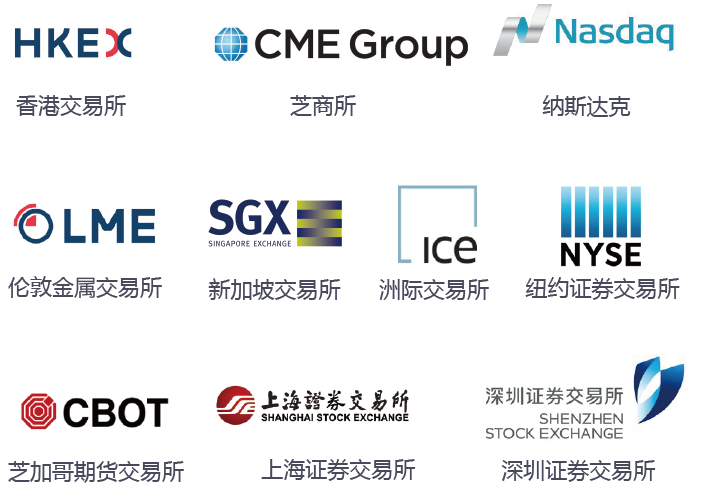 HKEX
CME Group
Nasdaq
香港交易所
芝商所
纳斯达克
LME
SGX
SINGAPORE EXCHANGE
ice
NYSE
伦敦金属交易所
新加坡交易所
洲际交易所
纽约证券交易所
CBOT
上海證券交易所
SHANGHAI STOCK EXCHANGE
深圳证券交易所
SHENZHEN
STOCK EXCHANGE
芝加哥期货交易所
上海证券交易所
深圳证券交易所